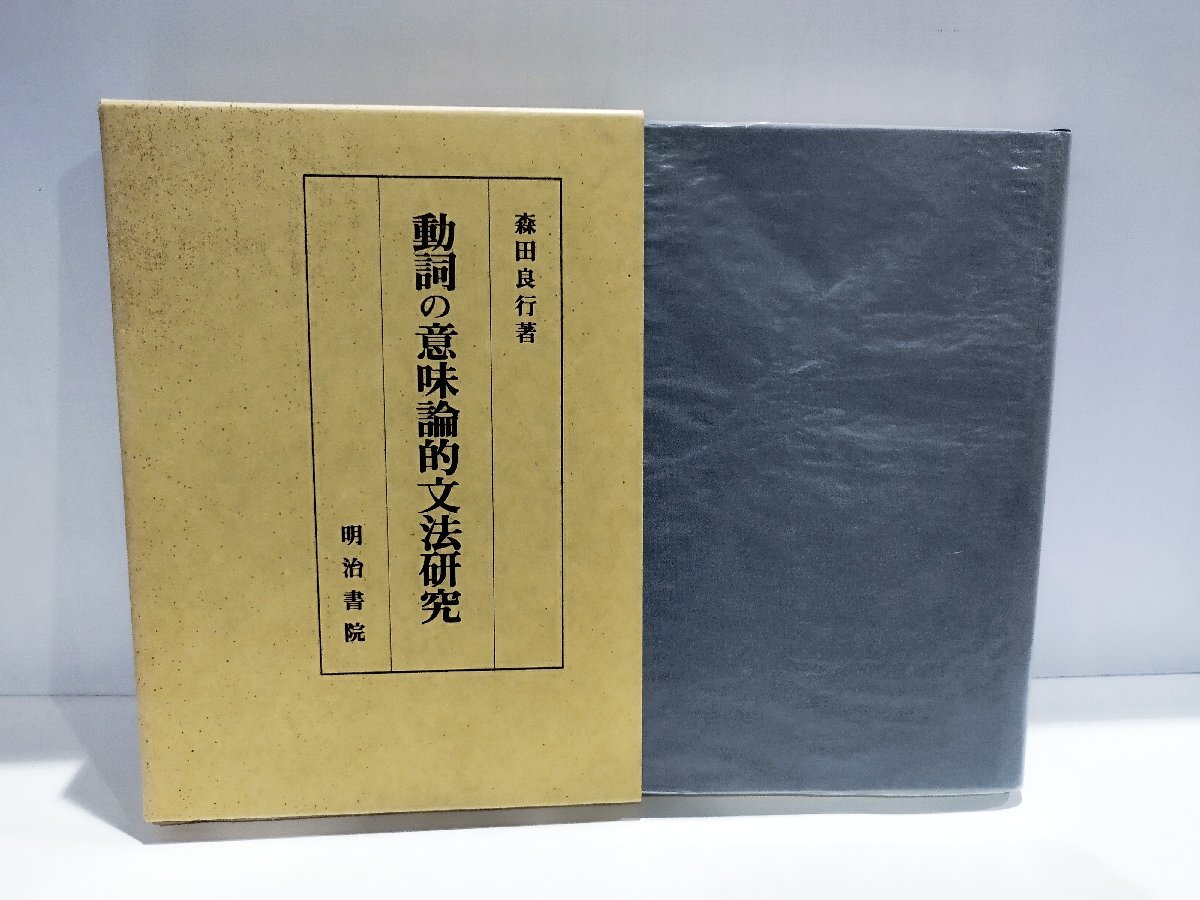 森田良行著
動詞の意味論的文法研究
明治書院